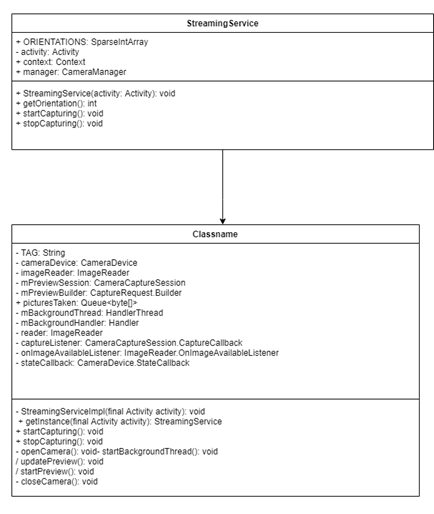 StreamingService
+ ORIENTATIONS: SparseIntArray
- activity: Activity
+ context: Context
+ manager: CameraManager
+ StreamingService(activity: Activity): void
+ getOrientation(): int
+ startCapturing(): void
+ stopCapturing(): void
Classname
- TAG: String
- cameraDevice: CameraDevice
- imageReader: ImageReader
- mPreviewSession: CameraCaptureSession
- mPreviewBuilder: CaptureRequest.Builder
+ picturesTaken: Queue<byte[]>
- mBackgroundThread: HandlerThread
- mBackgroundHandler: Handler
- reader: ImageReader
- captureListener: CameraCaptureSession.CaptureCallback
- onImageAvailableListener: ImageReader.OnImageAvailableListener
- stateCallback: CameraDevice.StateCallback
- StreamingServiceImpl(final Activity activity): void
+ getInstance(final Activity activity): StreamingService
+ startCapturing(): void
+ stopCapturing(): void
- openCamera(): void- startBackgroundThread(): void
/ updatePreview(): void
/ startPreview(): void
- closeCamera(): void